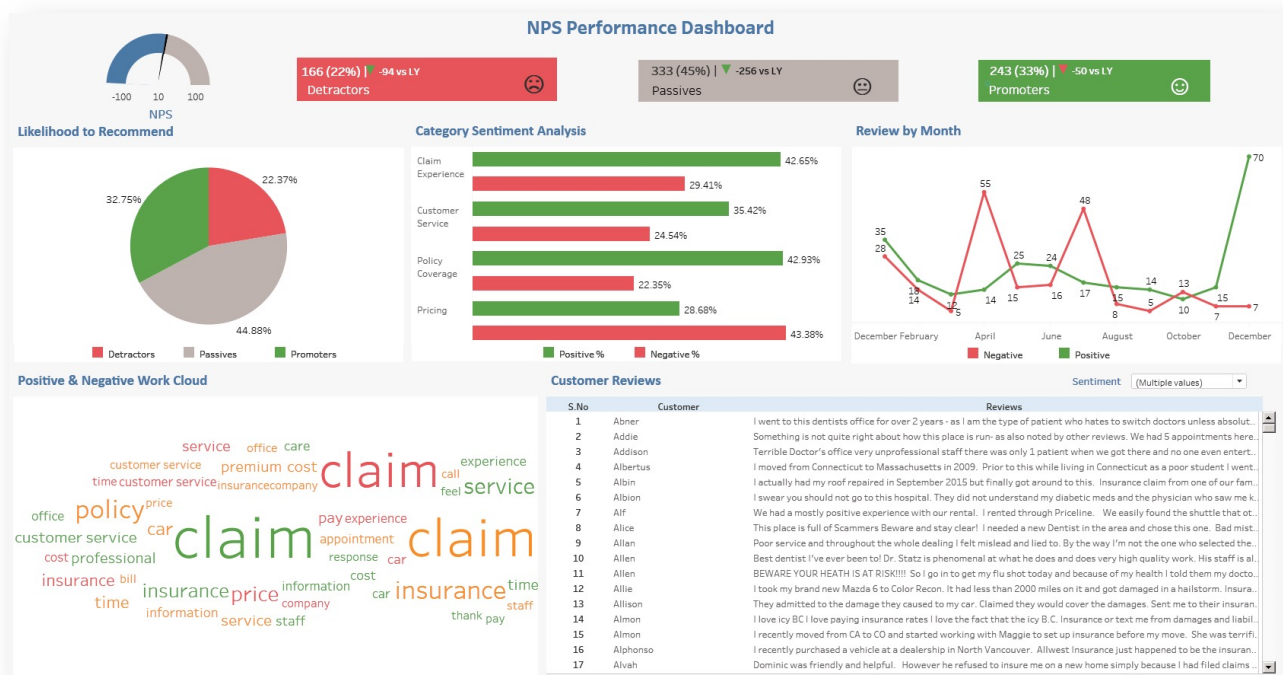 NPS Performance Dashboard
-100 10 100
NPS
166 (22%) | -94 vs LY
Detractors
333 (45%) | -256 vs LY
Passives
243 (33%) | -50 vs LY
Promoters
Likelihood to Recommend
22.37%
32.75%
44.88%
Detractors Passives Promoters
Category Sentiment Analysis
Claim
Experience
42.65%
29.41%
Customer
Service
35.42%
24.54%
Policy
Coverage
42.93%
22.35%
Pricing
28.68%
43.38%
Positive % Negative %
Review by Month
70
55
48
35
28
25
24
18
14
12
5
14
15
16
17
15
8
14
5
13
10
15
7
7
December February April June August October December
Negative Positive
Positive & Negative Work Cloud
service office care
customer service premium cost claim call experience
time customer service insurancecompany feel service
office policy price
customer service car claim pay experience appointment claim
cost professional response car
insurance bill insurance price information cost car insurance time
time information company staff
service staff thank pay
Customer Reviews
Sentiment (Multiple values)
S.No Customer Reviews
1 Abner I went to this dentists office for over 2 years - as I am the type of patient who hates to switch doctors unless absolut..
2 Addie Something is not quite right about how this place is run- as also noted by other reviews. We had 5 appointments here..
3 Addison Terrible Doctor's office very unprofessional staff there was only 1 patient when we got there and no one even entert..
4 Albertus I moved from Connecticut to Massachusetts in 2009. Prior to this while living in Connecticut as a poor student I went..
5 Albin I actually had my roof repaired in September 2015 but finally got around to this. Insurance claim from one of our fam..
6 Albion I swear you should not go to this hospital. They did not understand my diabetic meds and the physician who saw me k..
7 Alf We had a mostly positive experience with our rental. I rented through Priceline. We easily found the shuttle that ot..
8 Alice This place is full of Scammers Beware and stay clear! I needed a new Dentist in the area and chose this one. Bad mist..
9 Allan Poor service and throughout the whole dealing I felt mislead and lied to. By the way I'm not the one who selected the..
10 Allen Best dentist I've ever been to! Dr. Statz is phenomenal at what he does and does very high quality work. His staff is al..
11 Allen BEWARE YOUR HEATH IS AT RISK!!!! So I go in to get my flu shot today and because of my health I told them my docto..
12 Allie I took my brand new Mazda 6 to Color Recon. It had less than 2000 miles on it and got damaged in a hailstorm. Insura..
13 Allison They admitted to the damage they caused to my car. Claimed they would cover the damages. Sent me to their insuran..
14 Almon I love icy BC I love paying insurance rates I love the fact that the icy B.C. Insurance or text me from damages and liabil..
15 Almon I recently moved from CA to CO and started working with Maggie to set up insurance before my move. She was terrifi..
16 Alphonso I recently purchased a vehicle at a dealership in North Vancouver. Allwest Insurance just happened to be the insuran..
17 Alvah Dominic was friendly and helpful. However he refused to insure me on a new home simply because I had filed claims ..